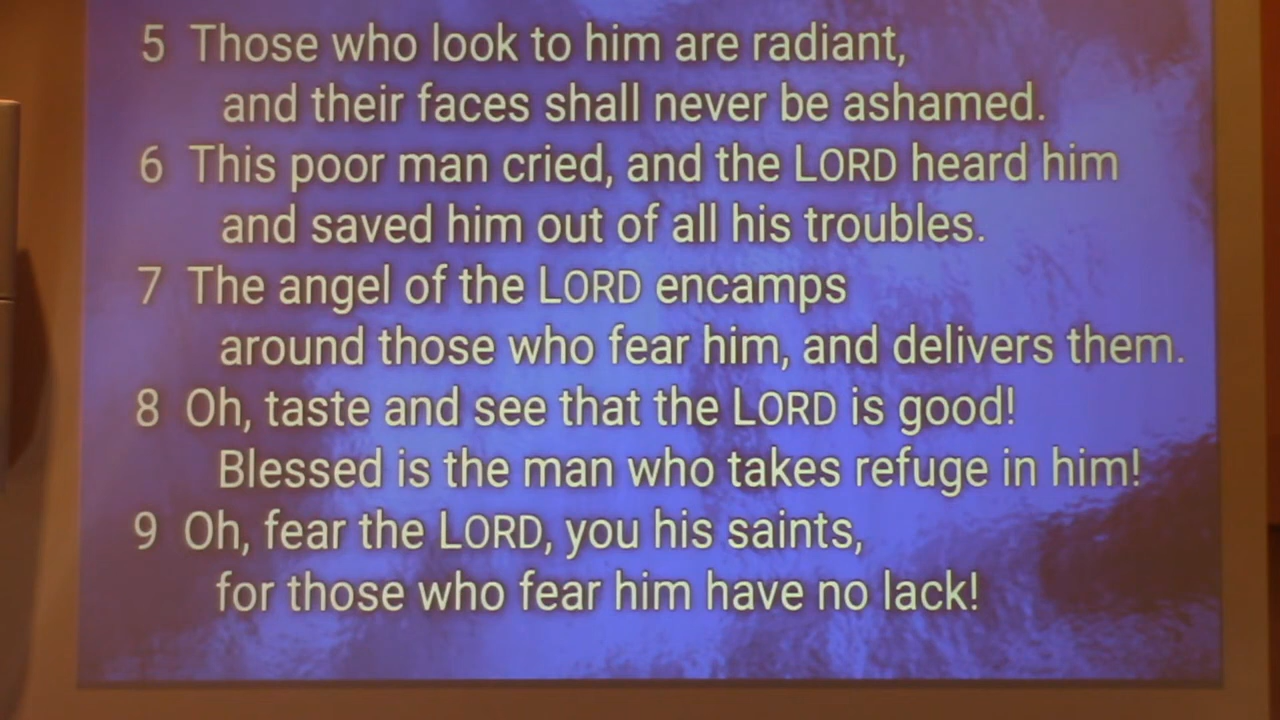 5 Those who look to him are radiant,
and their faces shall never be ashamed.
6 This poor man cried, and the LORD heard him
and saved him out of all his troubles.
7 The angel of the LORD encamps
around those who fear him, and delivers them.
8 Oh, taste and see that the LORD is good!
Blessed is the man who takes refuge in him!
9 Oh, fear the LORD, you his saints,
for those who fear him have no lack!